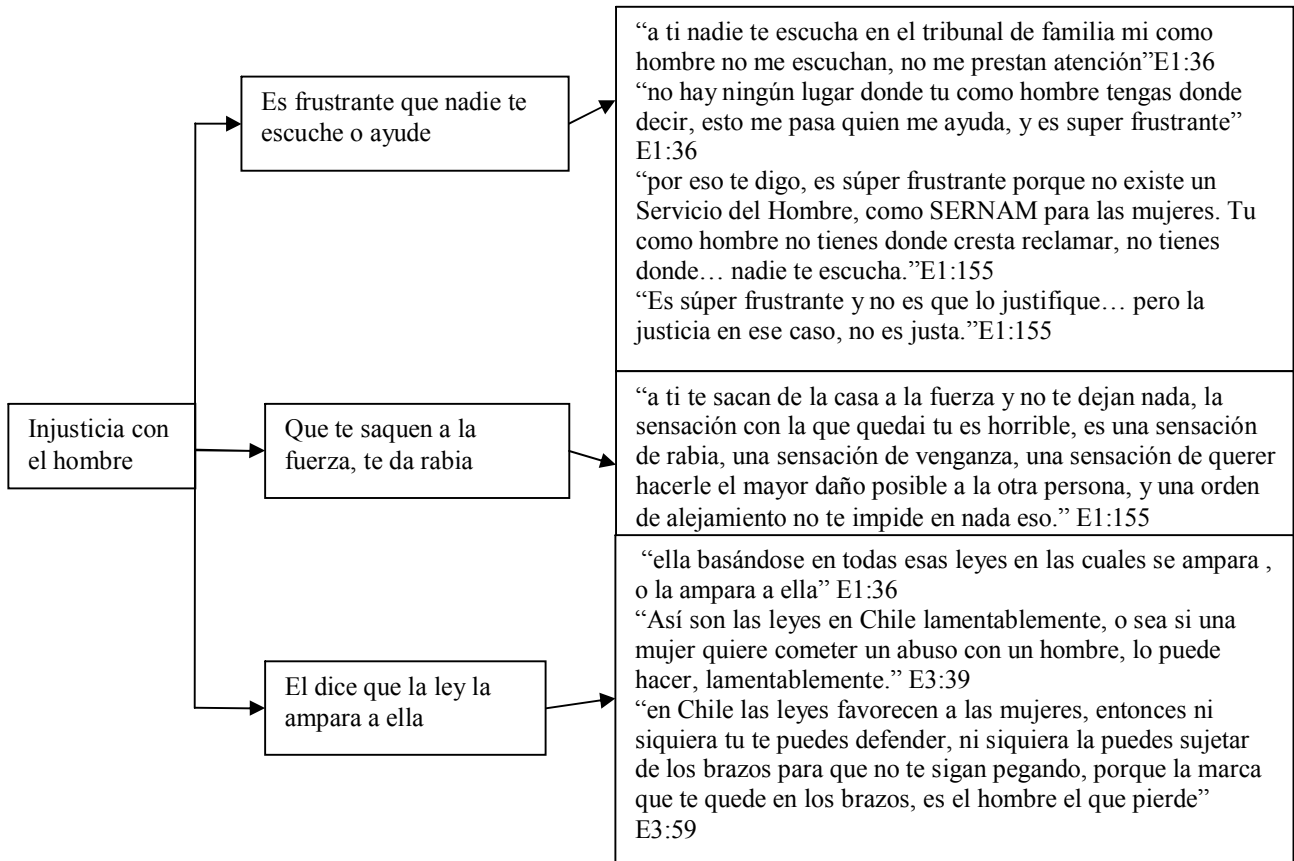 Injusticia con
el hombre
Es frustrante que nadie te
escuche o ayude
“a ti nadie te escucha en el tribunal de familia mi como
hombre no me escuchan, no me prestan atención”E1:36
“no hay ningún lugar donde tu como hombre tengas donde
decir, esto me pasa quien me ayuda, y es super frustrante”
E1:36
“por eso te digo, es súper frustrante porque no existe un
Servicio del Hombre, como SERNAM para las mujeres. Tu
como hombre no tienes donde cresta reclamar, no tienes
donde… nadie te escucha.”E1:155
“Es súper frustrante y no es que lo justifique… pero la
justicia en ese caso, no es justa.”E1:155
Que te saquen a la
fuerza, te da rabia
“a ti te sacan de la casa a la fuerza y no te dejan nada, la
sensación con la que quedai tu es horrible, es una sensación
de rabia, una sensación de venganza, una sensación de querer
hacerle el mayor daño posible a la otra persona, y una orden
de alejamiento no te impide en nada eso.” E1:155
El dice que la ley la
ampara a ella
“ella basándose en todas esas leyes en las cuales se ampara ,
o la ampara a ella” E1:36
“Así son las leyes en Chile lamentablemente, o sea si una
mujer quiere cometer un abuso con un hombre, lo puede
hacer, lamentablemente.” E3:39
“en Chile las leyes favorecen a las mujeres, entonces ni
siquiera tu te puedes defender, ni siquiera la puedes sujetar
de los brazos para que no te sigan pegando, porque la marca
que te quede en los brazos, es el hombre el que pierde”
E3:59